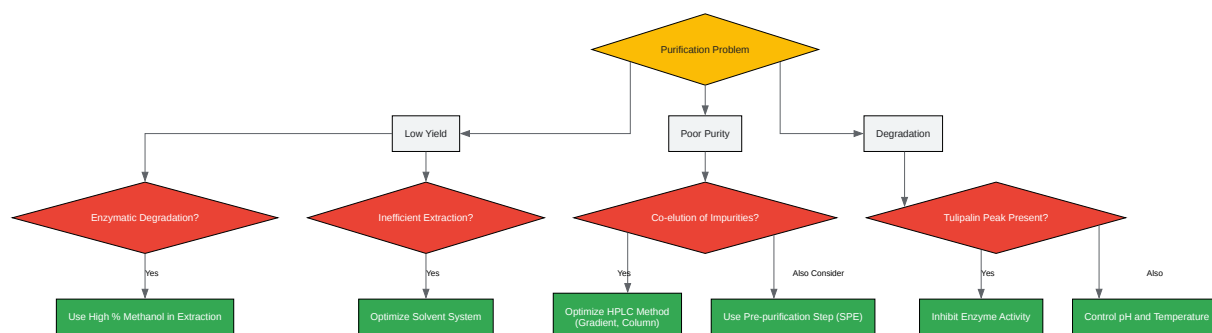 Purification Problem
Low Yield
Poor Purity
Degradation
Enzymatic Degradation?
Inefficient Extraction?
Co-elution of Impurities?
Tulipalin Peak Present?
Yes
Yes
Yes
Also Consider
Yes
Also
Use High % Methanol in Extraction
Optimize Solvent System
Optimize HPLC Method
(Gradient, Column)
Use Pre-purification Step (SPE)
Inhibit Enzyme Activity
Control pH and Temperature